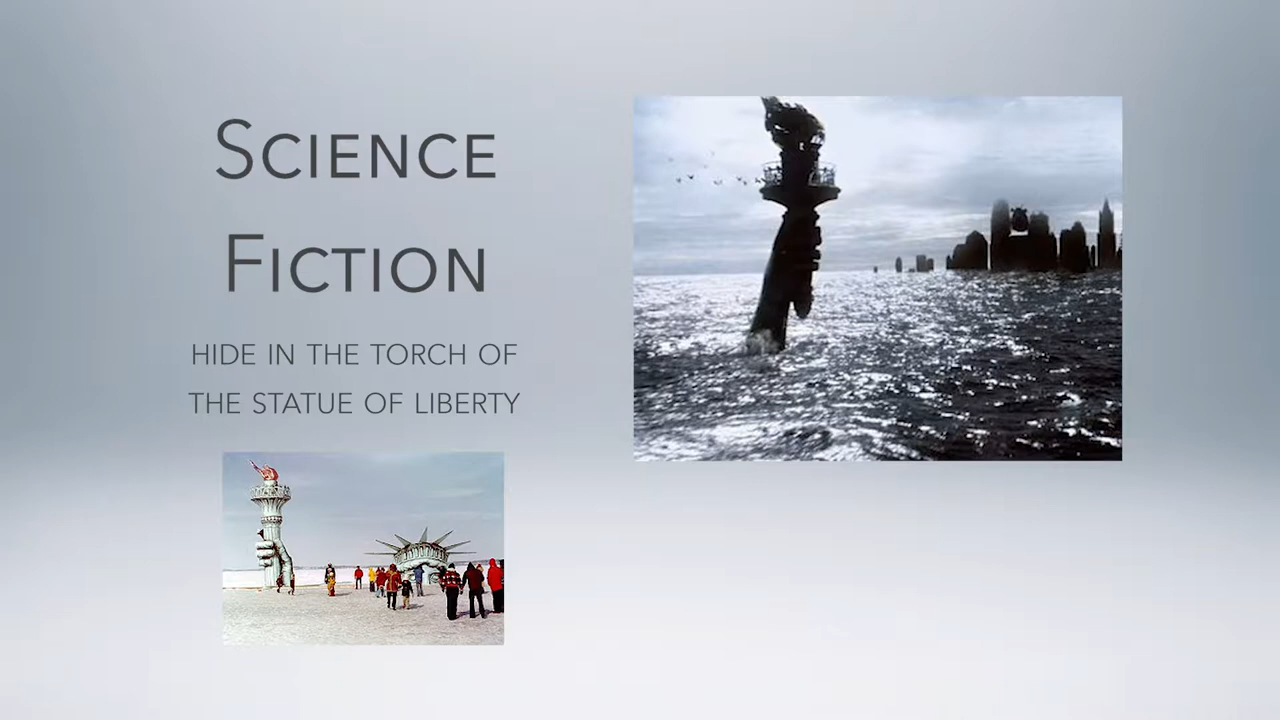 Science
Fiction
HIDE IN THE TORCH OF
THE STATUE OF LIBERTY